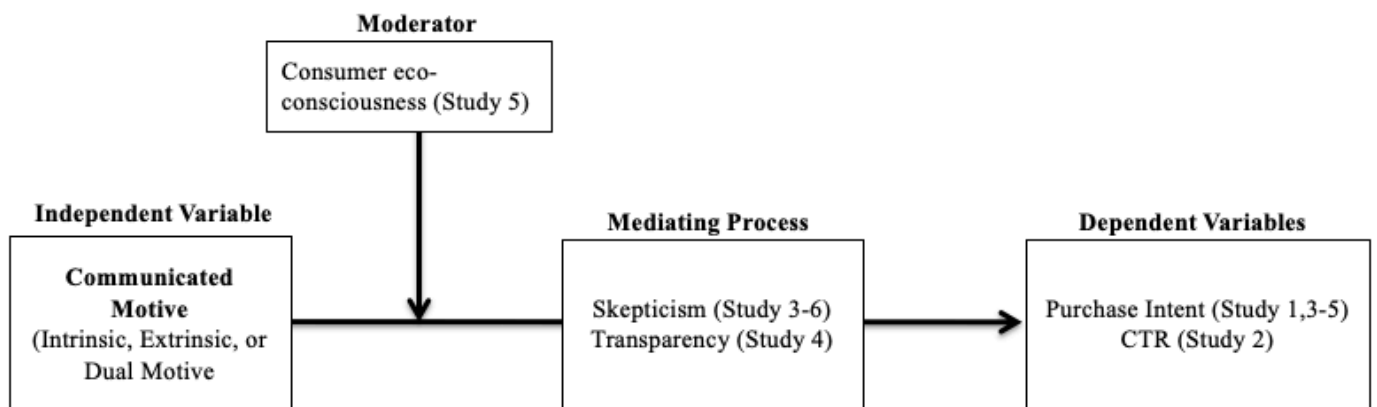 Moderator
Consumer eco-
consciousness (Study 5)
Independent Variable
Communicated
Motive
(Intrinsic, Extrinsic, or
Dual Motive
Mediating Process
Skepticism (Study 3-6)
Transparency (Study 4)
Dependent Variables
Purchase Intent (Study 1,3-5)
CTR (Study 2)